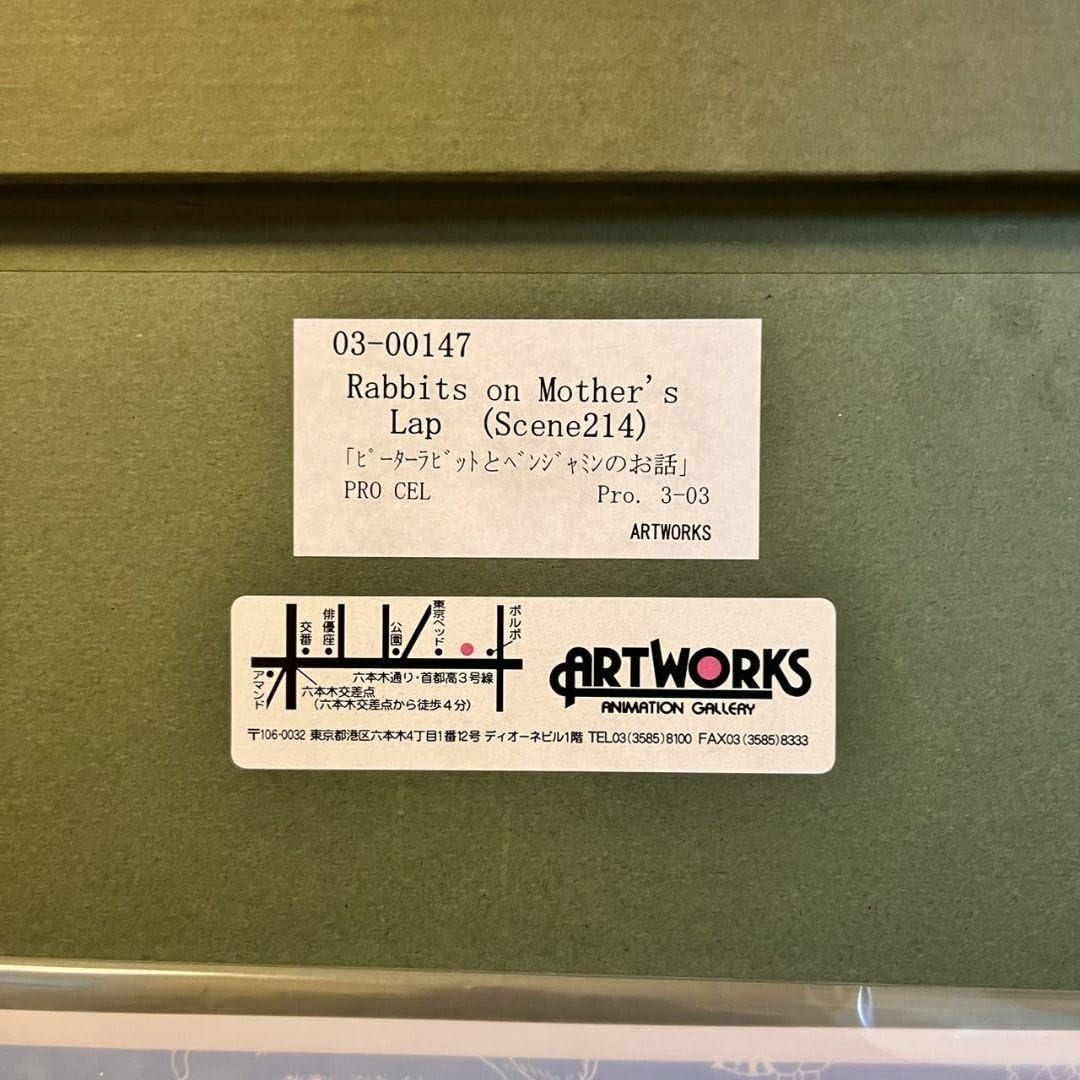 03-00147
Rabbits on Mother's
Lap (Scene214)
「ﾋﾟｰﾀｰﾗﾋﾞｯﾄとﾍﾞﾝｼﾞｬﾐﾝのお話」
PRO CEL Pro. 3-03
ARTWORKS
交番
俳優座
公園
東京ベッド
ボルボ
アマンド
六本木通り・首都高3号線
六本木交差点
(六本木交差点から徒歩4分)
ARTWORKS
ANIMATION GALLERY
〒106-0032 東京都港区六本木4丁目1番12号 ディオーネビル1階 TEL03(3585)8100 FAX03(3585)8333